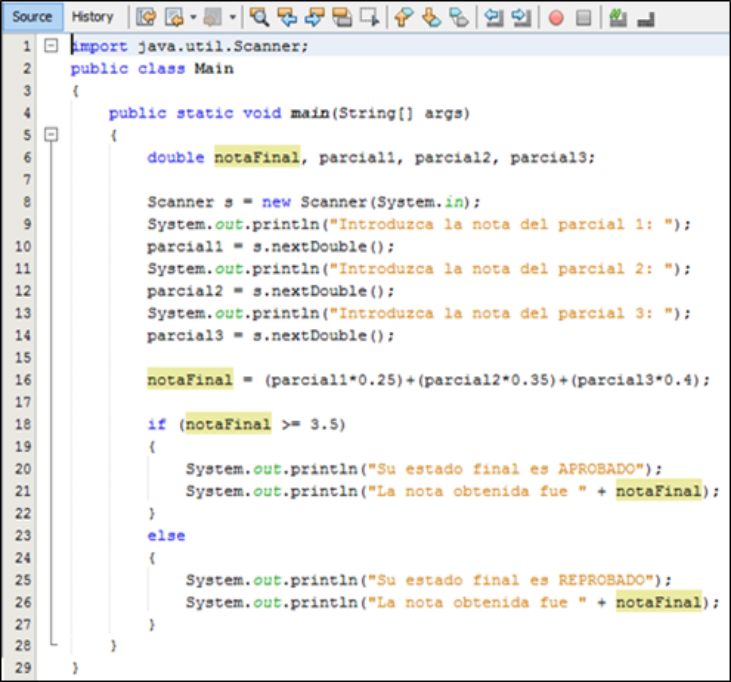 Source History
1 import java.util.Scanner;
2 public class Main
3 {
4 public static void main(String[] args)
5 {
6 double notaFinal, parcial1, parcial2, parcial3;
7
8 Scanner s = new Scanner(System.in);
9 System.out.println("Introduzca la nota del parcial 1: ");
10 parcial1 = s.nextDouble();
11 System.out.println("Introduzca la nota del parcial 2: ");
12 parcial2 = s.nextDouble();
13 System.out.println("Introduzca la nota del parcial 3: ");
14 parcial3 = s.nextDouble();
15
16 notaFinal = (parcial1*0.25)+(parcial2*0.35)+(parcial3*0.4);
17
18 if (notaFinal >= 3.5)
19 {
20 System.out.println("Su estado final es APROBADO");
21 System.out.println("La nota obtenida fue " + notaFinal);
22 }
23 else
24 {
25 System.out.println("Su estado final es REPROBADO");
26 System.out.println("La nota obtenida fue " + notaFinal);
27 }
28 }
29 }